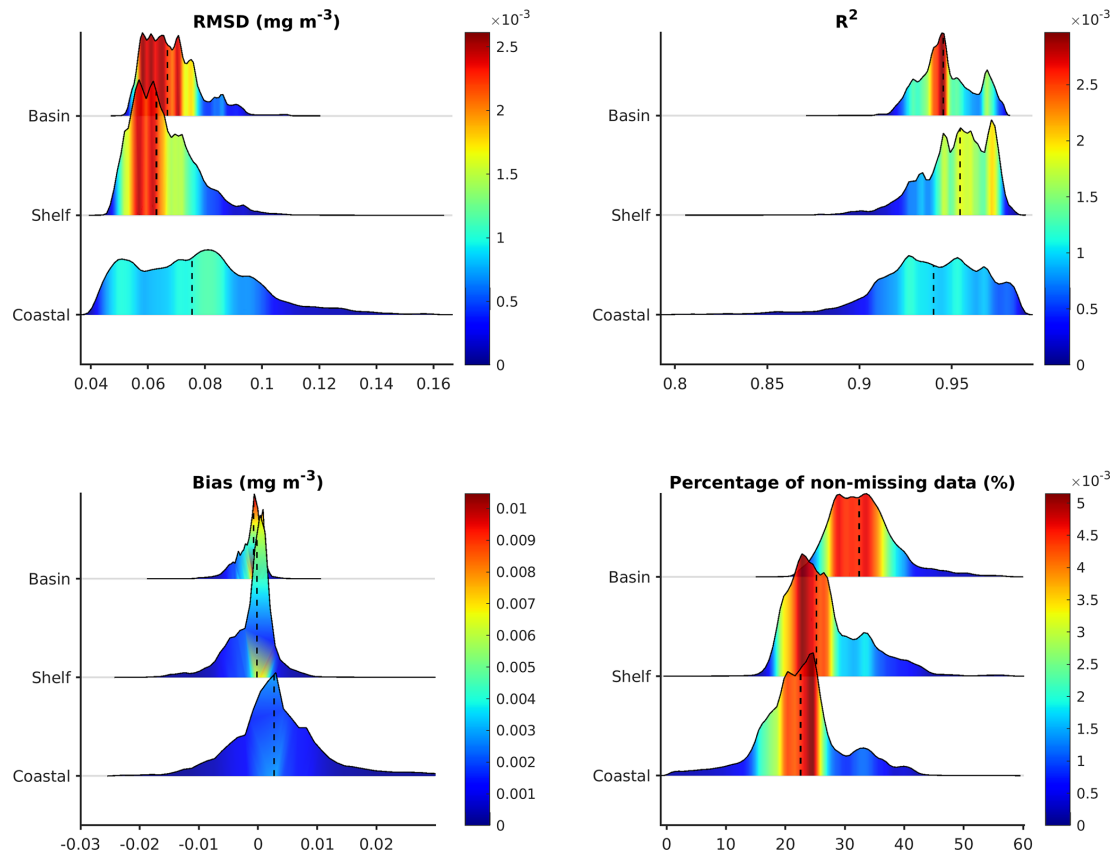 RMSD (mg m⁻³)
×10⁻³
2.5
2
1.5
1
0.5
0
Basin
Shelf
Coastal
0.04 0.06 0.08 0.1 0.12 0.14 0.16
R²
×10⁻³
2.5
2
1.5
1
0.5
0
Basin
Shelf
Coastal
0.8 0.85 0.9 0.95
Bias (mg m⁻³)
0.01
0.009
0.008
0.007
0.006
0.005
0.004
0.003
0.002
0.001
0
Basin
Shelf
Coastal
-0.03 -0.02 -0.01 0 0.01 0.02
Percentage of non-missing data (%)
×10⁻³
5
4.5
4
3.5
3
2.5
2
1.5
1
0.5
0
Basin
Shelf
Coastal
0 10 20 30 40 50 60